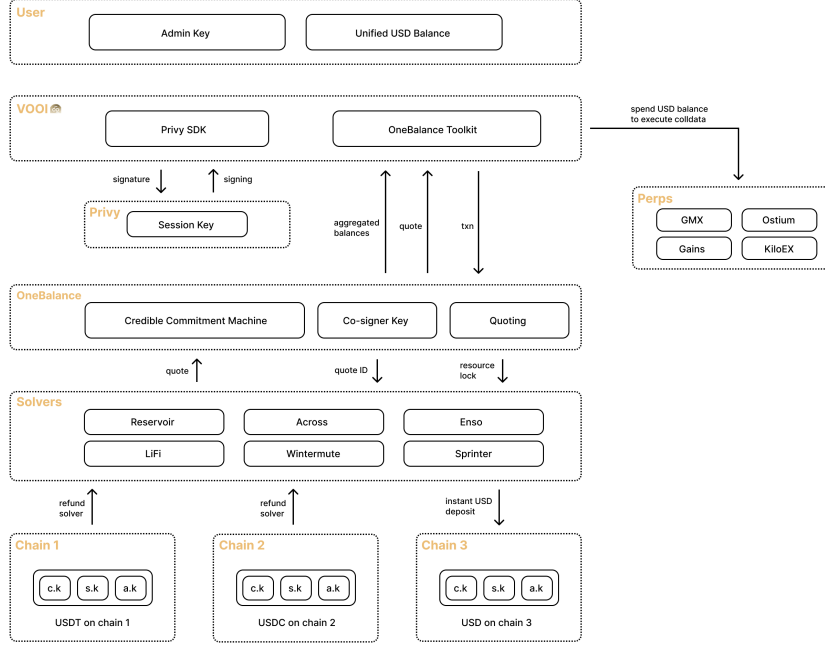 User
Admin Key
Unified USD Balance
VOOI
Privy SDK
OneBalance Toolkit
spend USD balance
to execute colldata
signature
signing
Privy
Session Key
aggregated
balances
quote
txn
Perps
GMX
Ostium
Gains
KiloEX
OneBalance
Credible Commitment Machine
Co-signer Key
Quoting
quote
quote ID
resource
lock
Solvers
Reservoir
Across
Enso
LiFi
Wintermute
Sprinter
refund
solver
refund
solver
instant USD
deposit
Chain 1
c.k
s.k
a.k
USDT on chain 1
Chain 2
c.k
s.k
a.k
USDC on chain 2
Chain 3
c.k
s.k
a.k
USD on chain 3